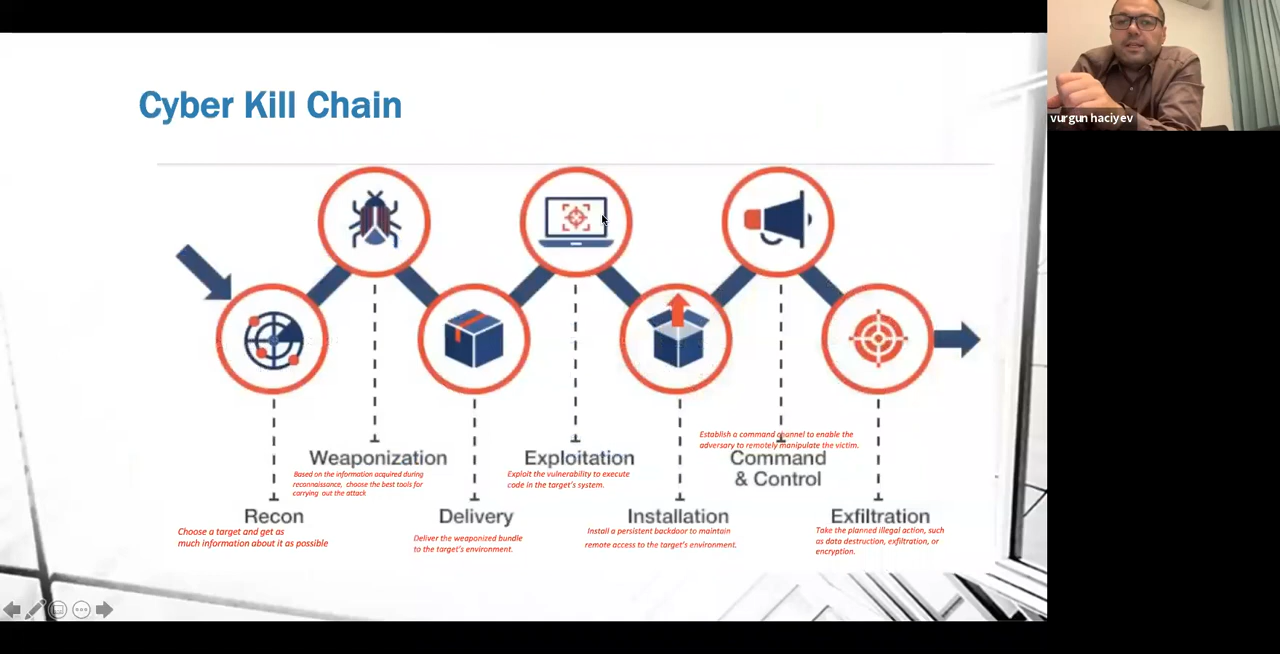 Cyber Kill Chain
vurgun haciyev
Establish a command channel to enable the
adversary to remotely manipulate the victim.
Weaponization
Based on the information acquired during
reconnaissance, choose the best tools for
carrying out the attack
Exploitation
Exploit the vulnerability to execute
code in the target's system.
Command
& Control
Recon
Choose a target and get as
much information about it as possible
Delivery
Deliver the weaponized bundle
to the target's environment.
Installation
Install a persistent backdoor to maintain
remote access to the target's environment.
Exfiltration
Take the planned illegal action, such
as data destruction, exfiltration, or
encryption.